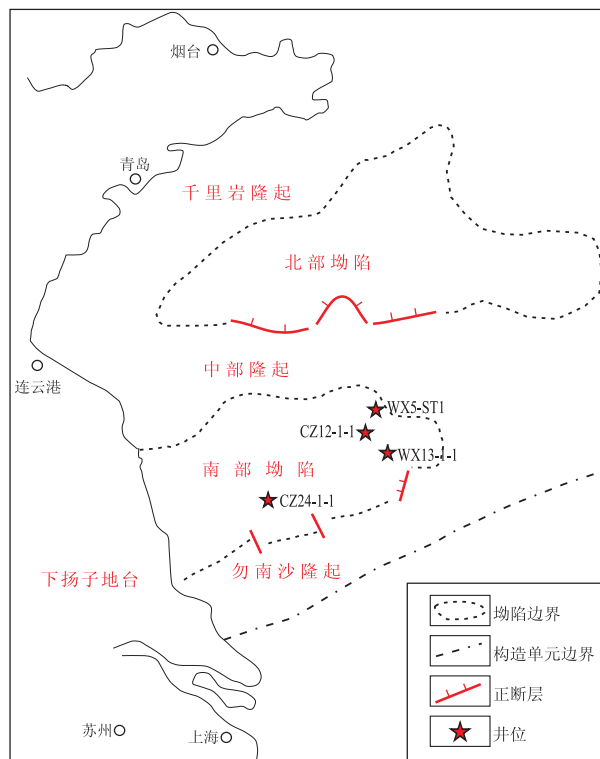 烟台
青岛
千里岩隆起
北部坳陷
中部隆起
连云港
WX5-ST1
CZ12-1-1
WX13-1-1
南部坳陷
CZ24-1-1
勿南沙隆起
下扬子地台
坳陷边界
构造单元边界
正断层
井位
苏州
上海